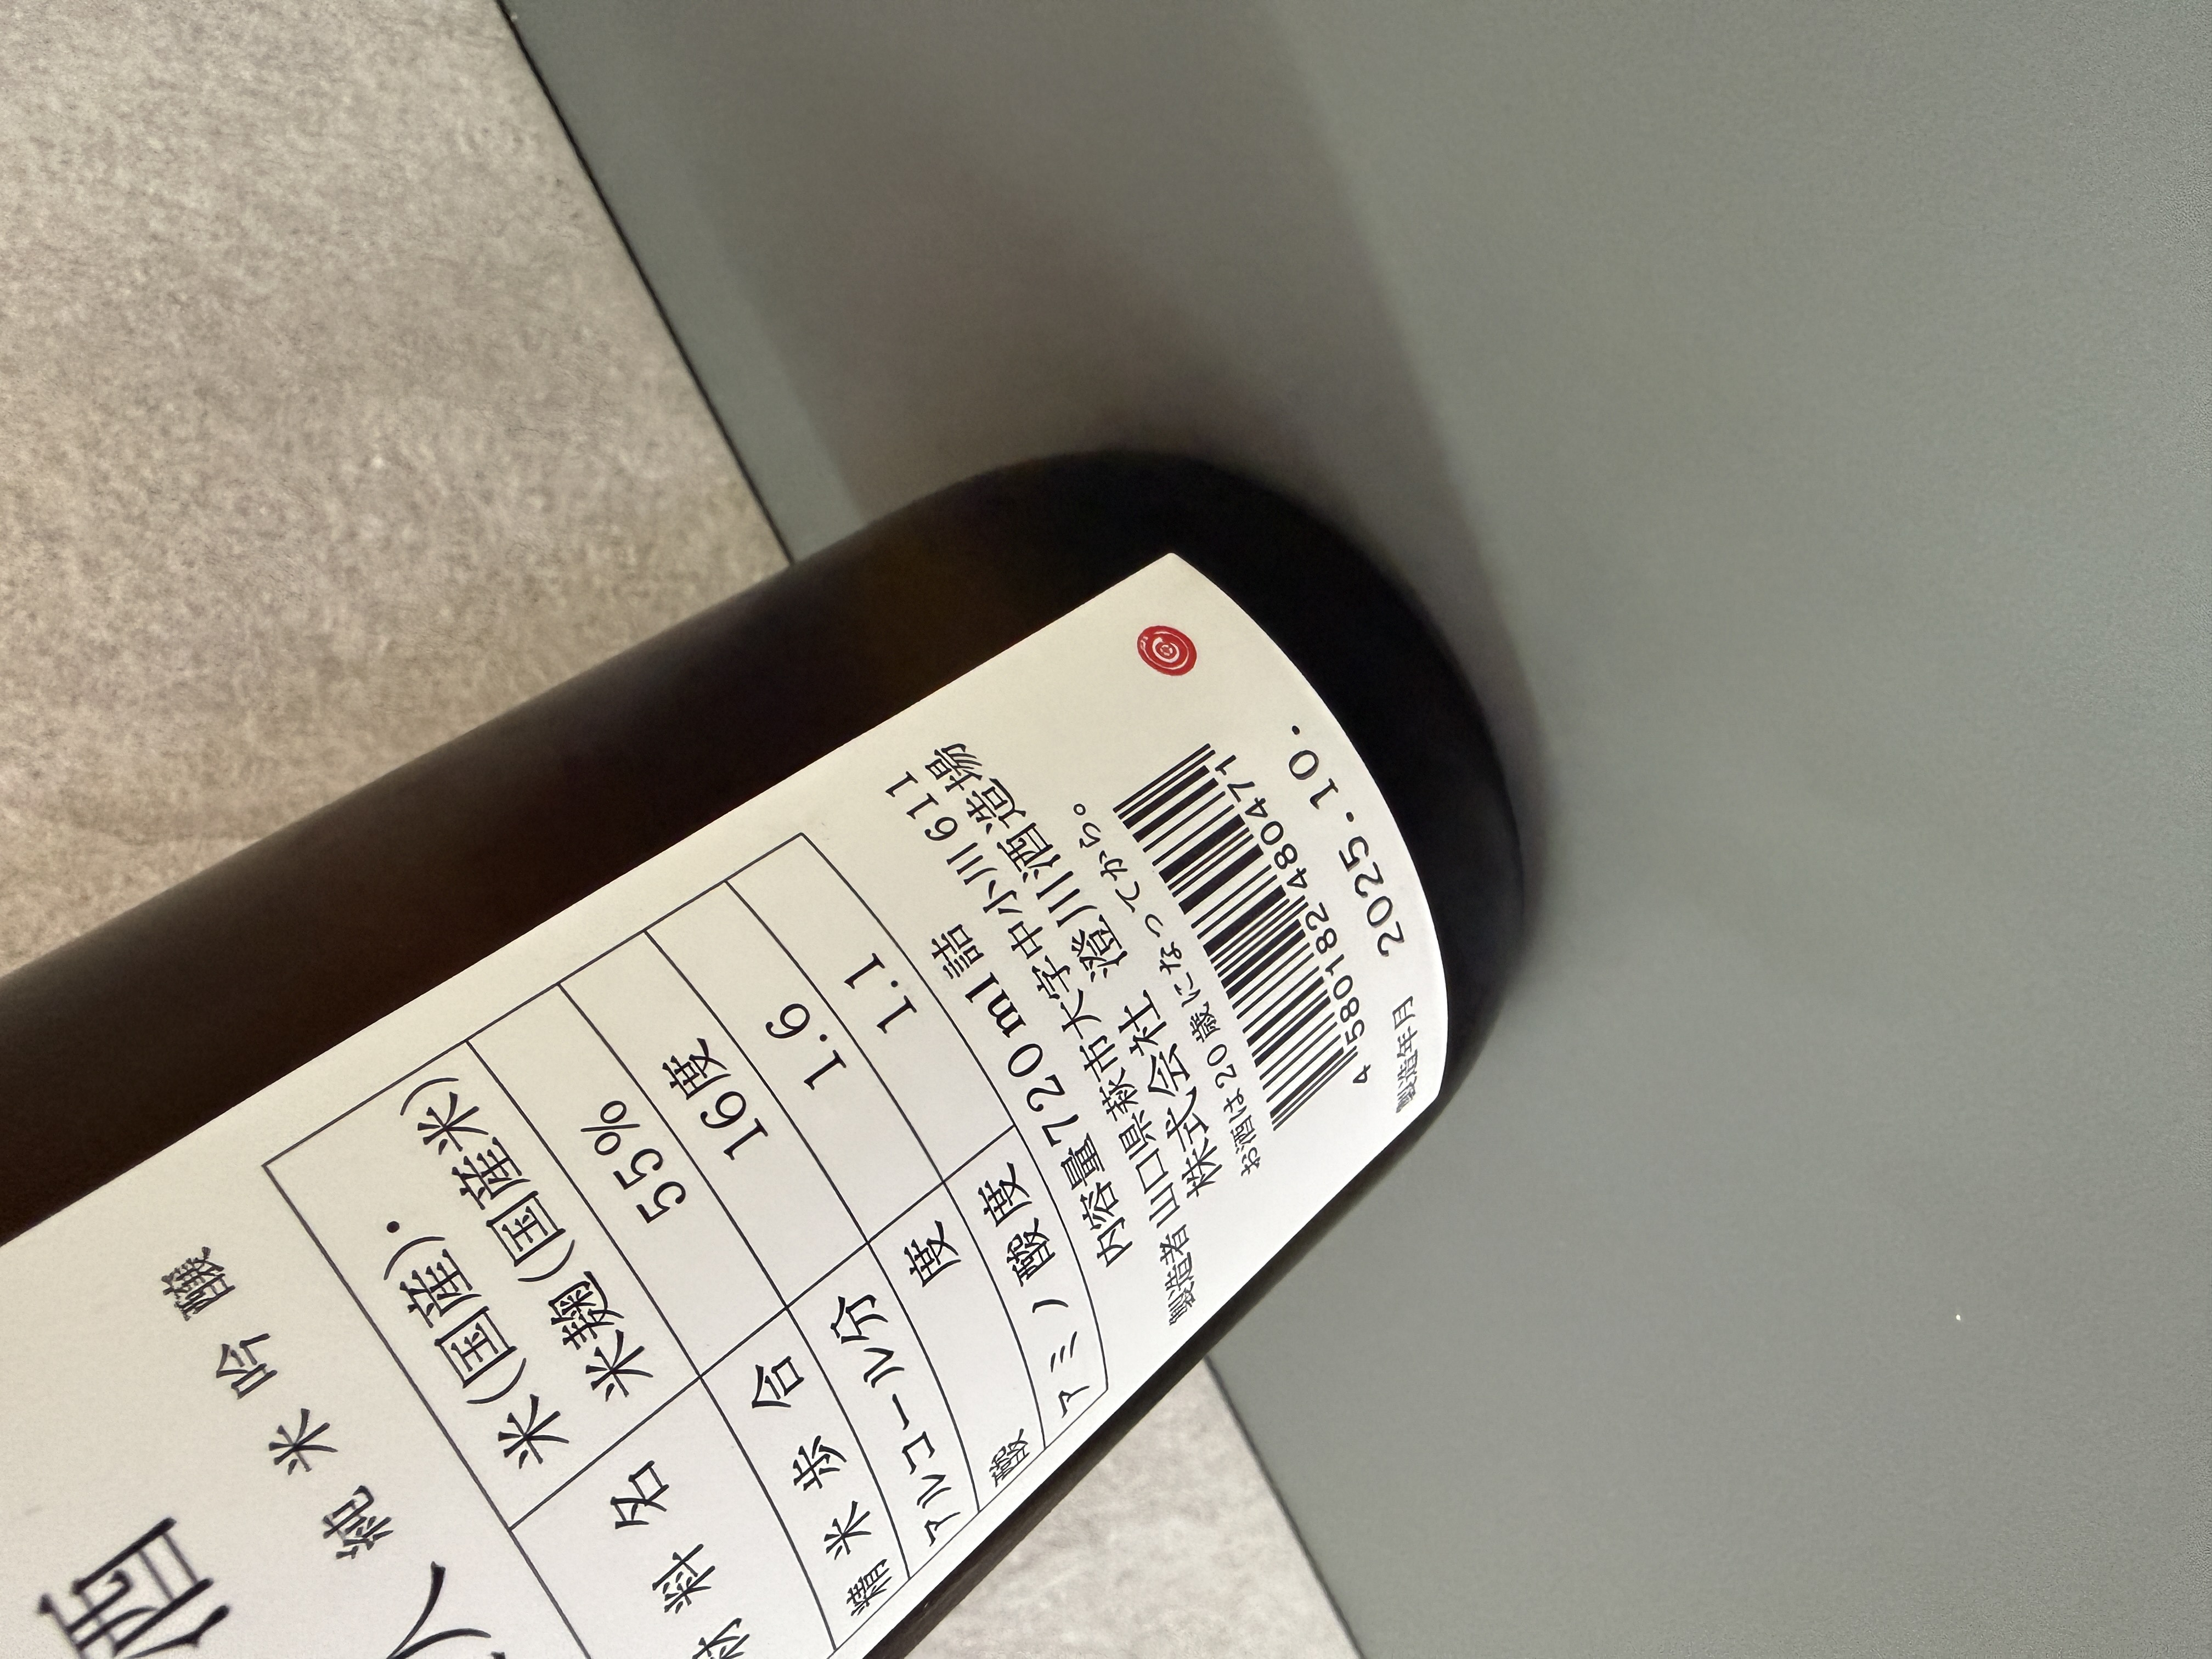 酒
純米吟醸
原材料名 米(国産)・
米麹(国産米)
精米歩合 55%
アルコール分 16度
酸度 1.6
アミノ酸度 1.1
内容量720ml詰
製造者 山口県萩市大字中小川611
株式会社 澄川酒造場
お酒は20歳になってから。
4 580182 480471
製造年月 2025.10.